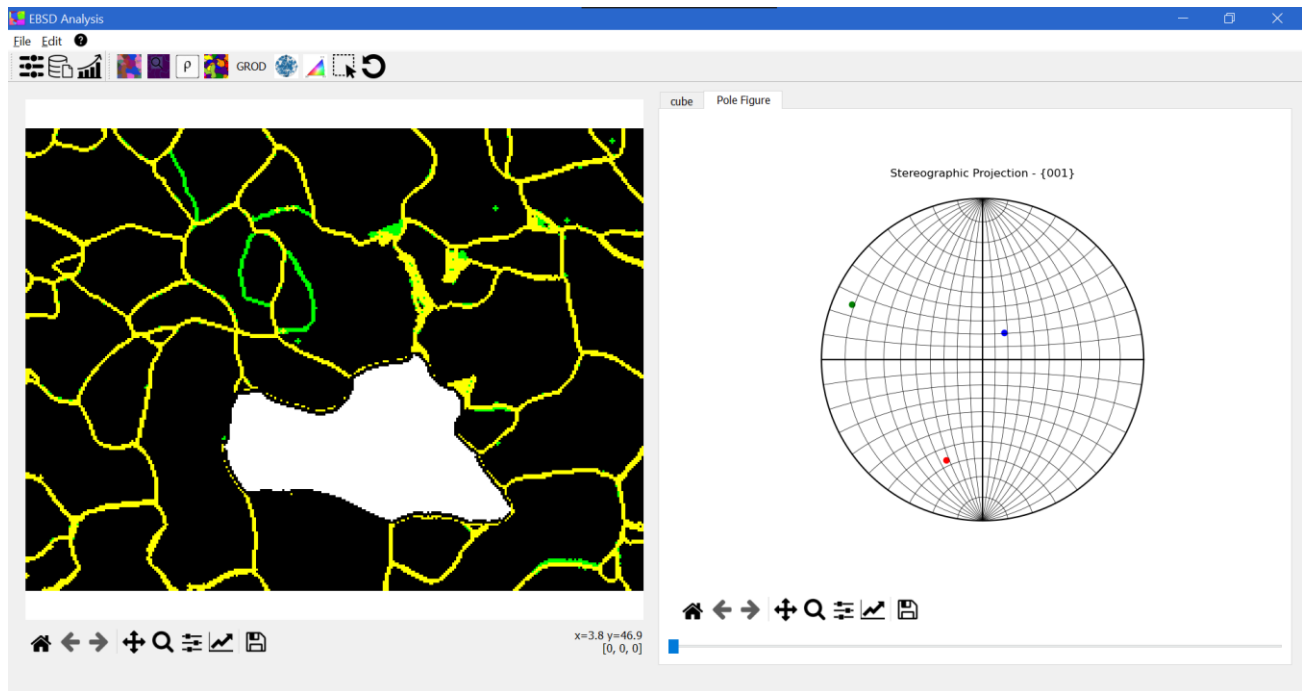 EBSD Analysis
File Edit
ρ GROD
cube Pole Figure
Stereographic Projection - {001}
x=3.8 y=46.9
[0, 0, 0]